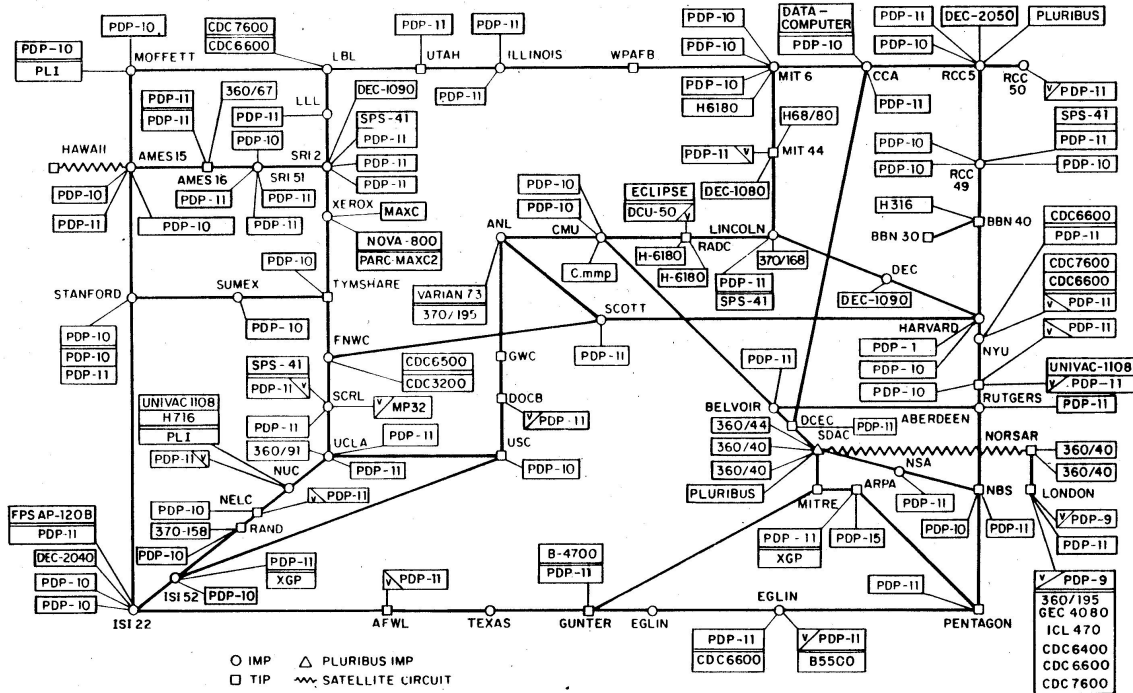 PDP-10
CDC 7600
CDC 6600
PDP-11
PDP-11
PDP-10
PDP-10
DATA-
COMPUTER
PDP-10
PDP-11
DEC-2050
PLURIBUS
PDP-10
PDP-10
PLI
MOFFETT
LBL
UTAH
ILLINOIS
WPAFB
MIT 6
CCA
RCC 5
RCC
50
V PDP-11
PDP-11
PDP-10
H6180
PDP-11
LLL
DEC-1090
PDP-11
360/67
PDP-11
PDP-11
SPS-41
PDP-11
H68/80
SPS-41
PDP-11
PDP-10
PDP-10
PDP-11
PDP-11
V
MIT 44
PDP-10
PDP-10
HAWAII
AMES 15
AMES 16
SRI 51
SRI 2
PDP-11
DEC-1080
RCC
49
PDP-10
PDP-11
PDP-10
PDP-11
PDP-11
PDP-11
XEROX
MAXC
PDP-10
PDP-10
ECLIPSE
DCU-50
V
H316
CDC6600
PDP-11
BBN 40
BBN 30
NOVA-800
PARC-MAXC2
ANL
CMU
LINCOLN
RADC
H-6180
H-6180
370/168
C.mmp
CDC7600
CDC6600
V PDP-11
PDP-10
STANFORD
SUMEX
TYMSHARE
VARIAN 73
370/195
PDP-11
SPS-41
DEC
DEC-1090
PDP-10
SCOTT
HARVARD
V PDP-11
PDP-10
PDP-10
PDP-11
FNWC
PDP-11
PDP-1
NYU
SPS-41
PDP-11
V
CDC6500
CDC3200
GWC
PDP-11
PDP-10
PDP-10
UNIVAC-1108
V PDP-11
UNIVAC 1108
H716
PLI
SCRL
V MP32
DOCB
V PDP-11
BELVOIR
RUTGERS
ABERDEEN
PDP-11
PDP-11
360/91
UCLA
PDP-11
USC
360/44
DCEC
PDP-11
SDAC
NORSAR
360/40
PDP-11
V
NUC
PDP-11
PDP-10
360/40
360/40
NSA
360/40
NELC
V PDP-11
PLURIBUS
ARPA
MITRE
PDP-11
NBS
LONDON
PDP-10
FPS AP-120B
PDP-11
370-158
RAND
PDP-11
XGP
PDP-15
PDP-10
PDP-11
V PDP-9
PDP-11
DEC-2040
PDP-10
PDP-11
XGP
B-4700
PDP-11
PDP-10
PDP-10
ISI 52
PDP-10
V PDP-11
EGLIN
PDP-11
V PDP-9
360/195
GEC 4080
ICL 470
CDC6400
CDC6600
CDC7600
ISI 22
AFWL
TEXAS
GUNTER
EGLIN
PENTAGON
PDP-11
CDC6600
V PDP-11
B5500
IMP
PLURIBUS IMP
TIP
SATELLITE CIRCUIT